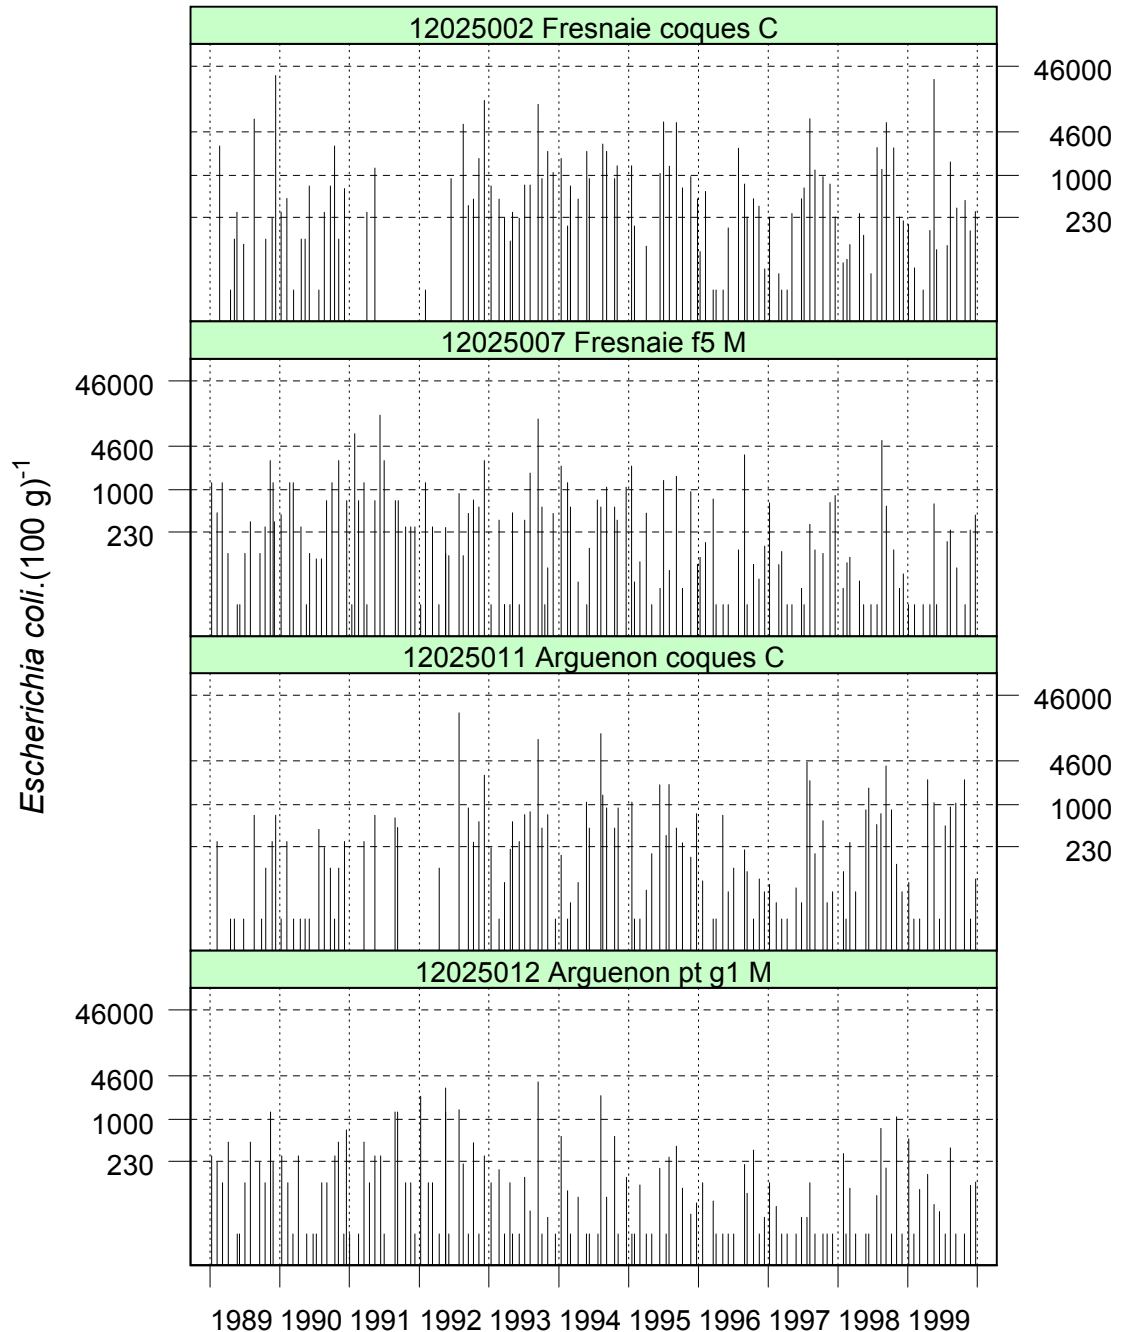 12025002 Fresnaie coques C
46000
4600
1000
230
12025007 Fresnaie f5 M
46000
4600
1000
230
12025011 Arguenon coques C
46000
4600
1000
230
12025012 Arguenon pt g1 M
46000
4600
1000
230
Escherichia coli.(100 g)-1
1989 1990 1991 1992 1993 1994 1995 1996 1997 1998 1999